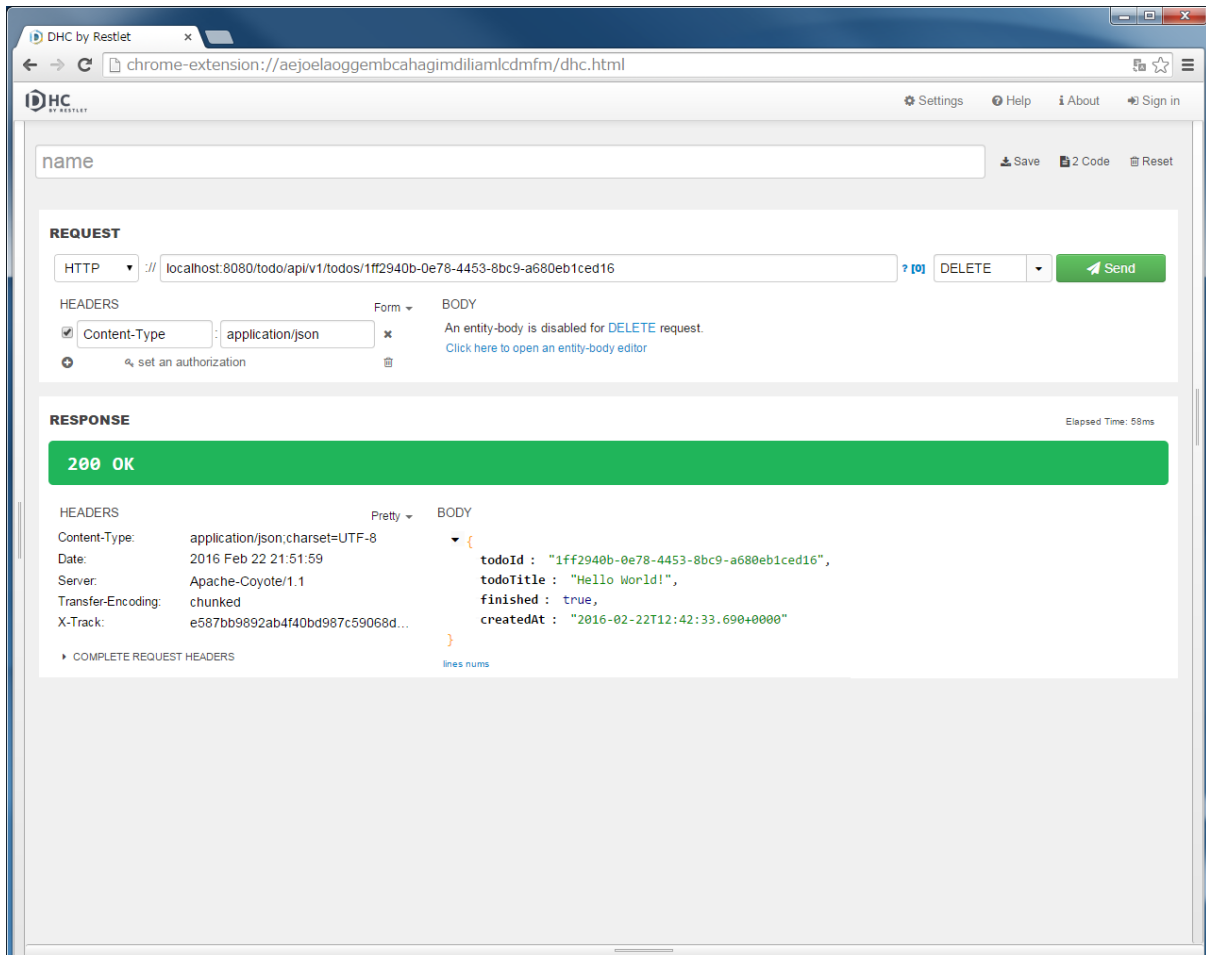 DHC by Restlet
chrome-extension://aejoelaoggembcahagimdiliamlcdmfm/dhc.html
DHC BY RESTLET Settings Help About Sign in
name Save 2 Code Reset
REQUEST
HTTP :// localhost:8080/todo/api/v1/todos/1ff2940b-0e78-4453-8bc9-a680eb1ced16 ? [0] DELETE Send
HEADERS Form BODY
Content-Type : application/json An entity-body is disabled for DELETE request.
set an authorization Click here to open an entity-body editor
RESPONSE Elapsed Time: 58ms
200 OK
HEADERS Pretty BODY
Content-Type: application/json;charset=UTF-8 {
Date: 2016 Feb 22 21:51:59 todoId : "1ff2940b-0e78-4453-8bc9-a680eb1ced16",
Server: Apache-Coyote/1.1 todoTitle : "Hello World!",
Transfer-Encoding: chunked finished : true,
X-Track: e587bb9892ab4f40bd987c59068d... createdAt : "2016-02-22T12:42:33.690+0000"
}
COMPLETE REQUEST HEADERS lines nums